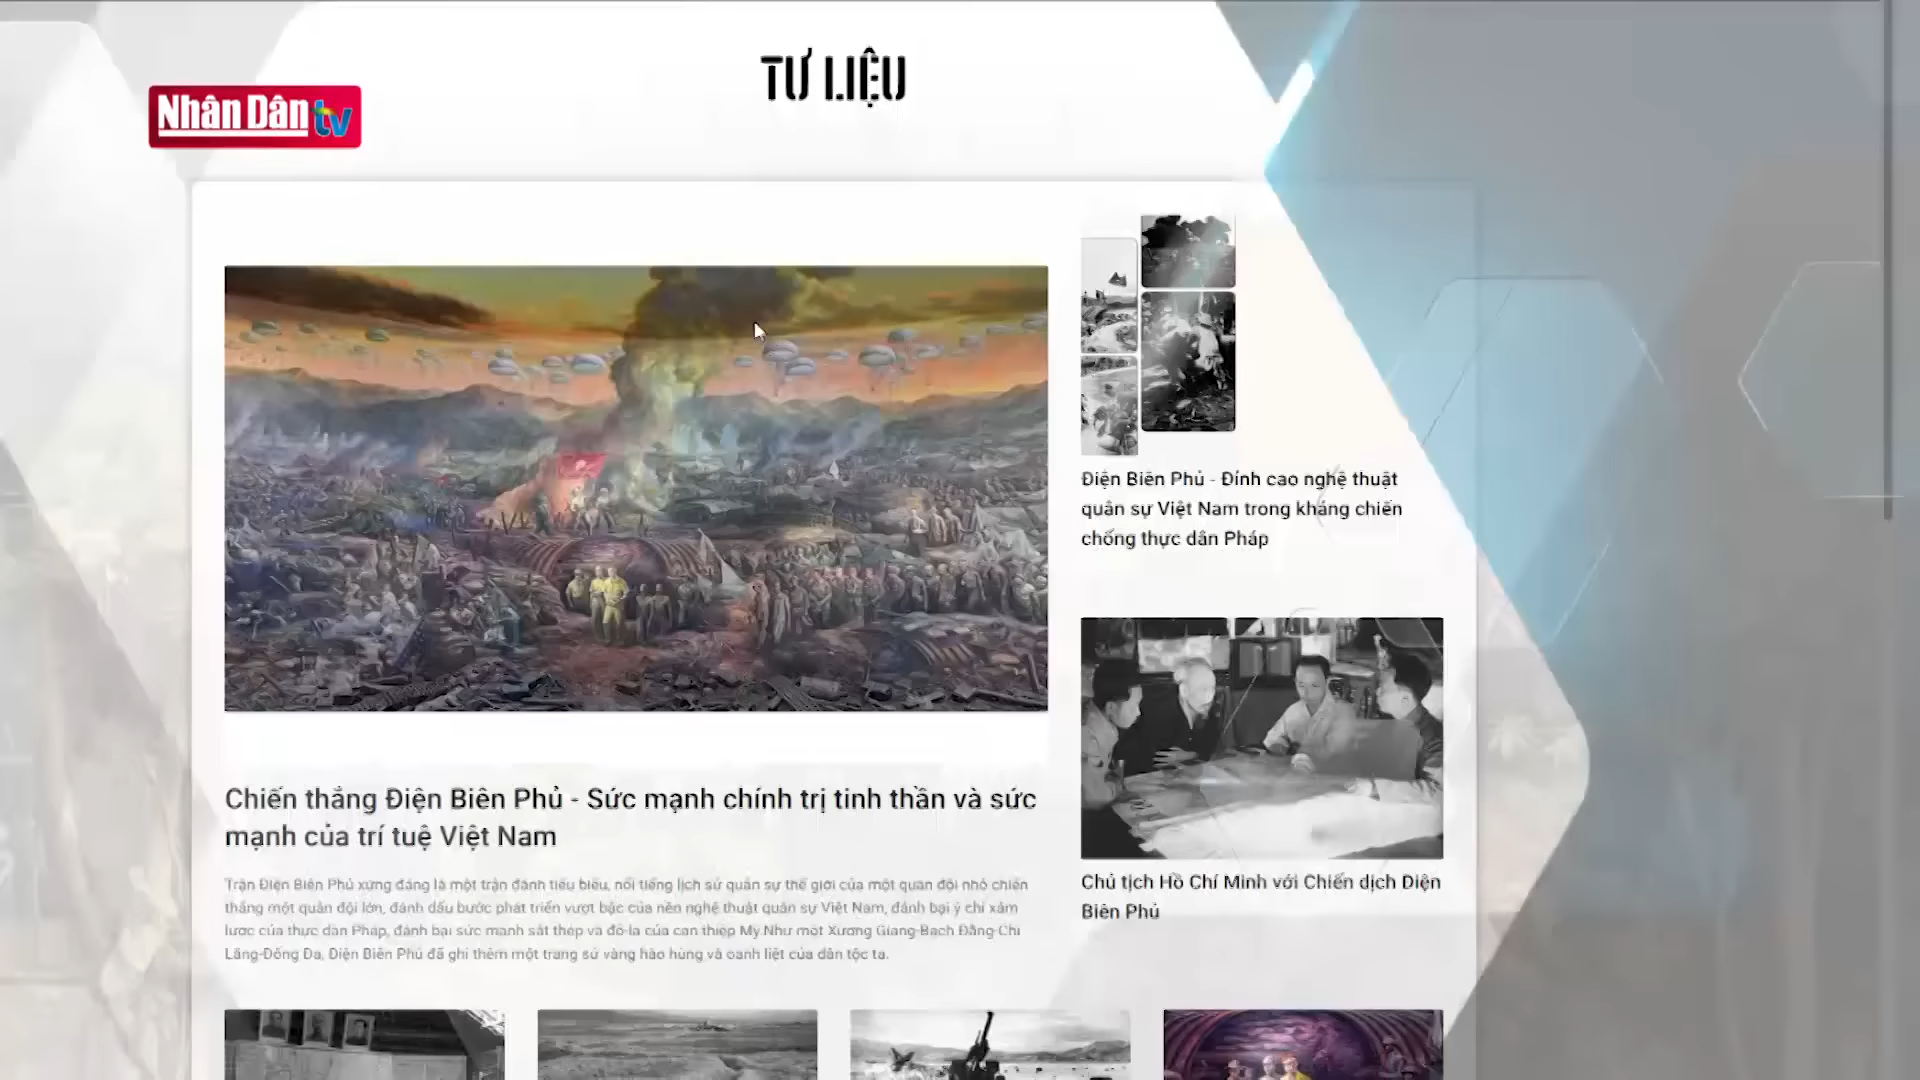 TƯ LIỆU
Nhân Dân tv
Điện Biên Phủ - Đỉnh cao nghệ thuật
quân sự Việt Nam trong kháng chiến
chống thực dân Pháp
Chiến thắng Điện Biên Phủ - Sức mạnh chính trị tinh thần và sức
mạnh của trí tuệ Việt Nam
Trận Điện Biên Phủ xứng đáng là một trận đánh tiêu biểu, nổi tiếng lịch sử quân sự thế giới của một quân đội nhỏ chiến
thắng một quân đội lớn, đánh dấu bước phát triển vượt bậc của nền nghệ thuật quân sự Việt Nam, đánh bại ý chí xâm
lược của thực dân Pháp, đánh bại sức mạnh sắt thép và đô-la của can thiệp Mỹ.Như một Xương Giang-Bạch Đằng-Chi
Lăng-Đống Đa, Điện Biên Phủ đã ghi thêm một trang sử vàng hào hùng và oanh liệt của dân tộc ta.
Chủ tịch Hồ Chí Minh với Chiến dịch Điện
Biên Phủ